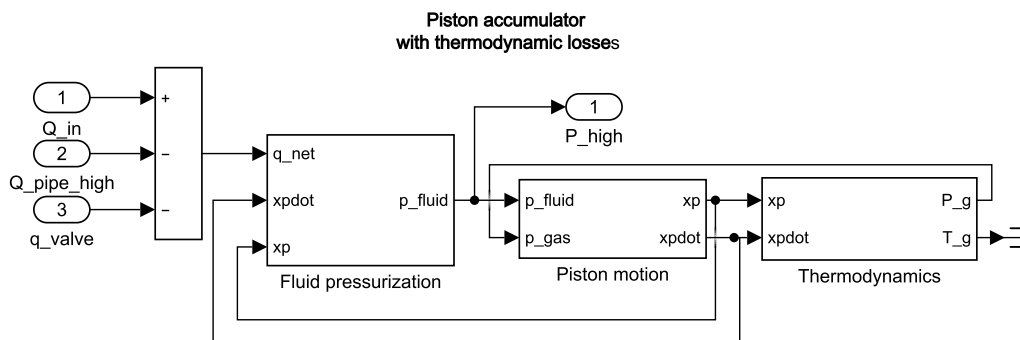 Piston accumulator
with thermodynamic losses
1
Q_in
+
2
Q_pipe_high
−
3
q_valve
−
q_net
xpdot
xp
p_fluid
Fluid pressurization
1
P_high
p_fluid
p_gas
xp
xpdot
Piston motion
xp
xpdot
P_g
T_g
Thermodynamics